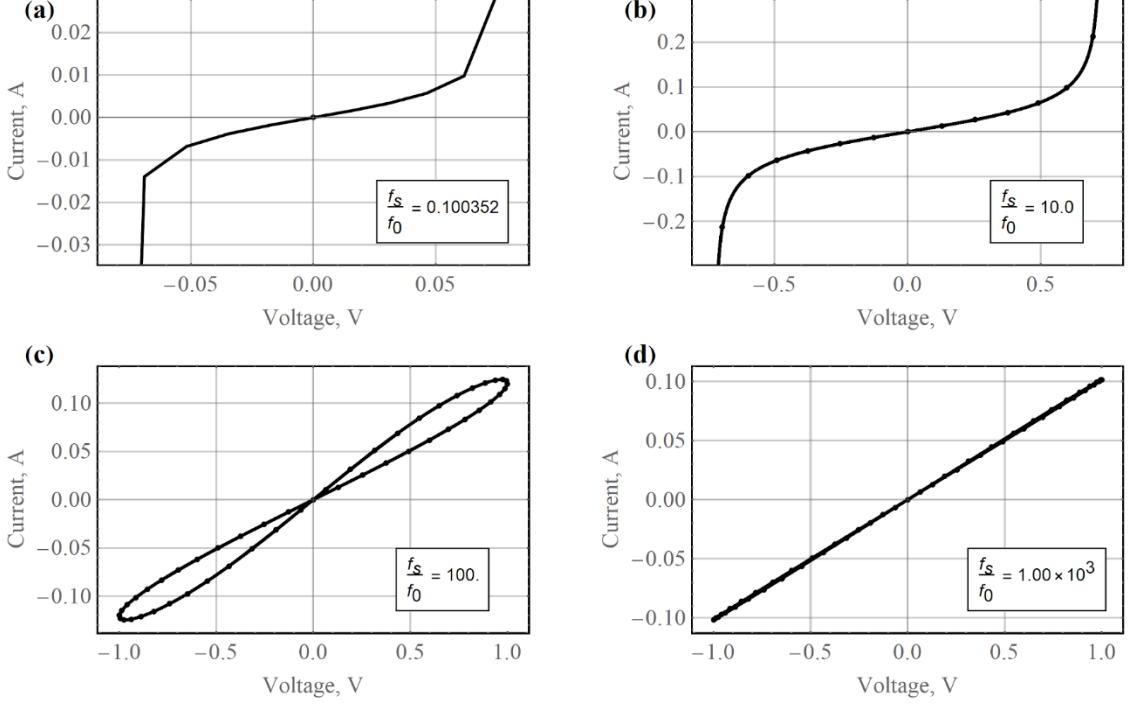 (a)
0.02
0.01
0.00
−0.01
−0.02
−0.03
Current, A
fs/f0 = 0.100352
−0.05 0.00 0.05
Voltage, V
(b)
0.2
0.1
0.0
−0.1
−0.2
Current, A
fs/f0 = 10.0
−0.5 0.0 0.5
Voltage, V
(c)
0.10
0.05
0.00
−0.05
−0.10
Current, A
fs/f0 = 100.
−1.0 −0.5 0.0 0.5 1.0
Voltage, V
(d)
0.10
0.05
0.00
−0.05
−0.10
Current, A
fs/f0 = 1.00 × 10³
−1.0 −0.5 0.0 0.5 1.0
Voltage, V